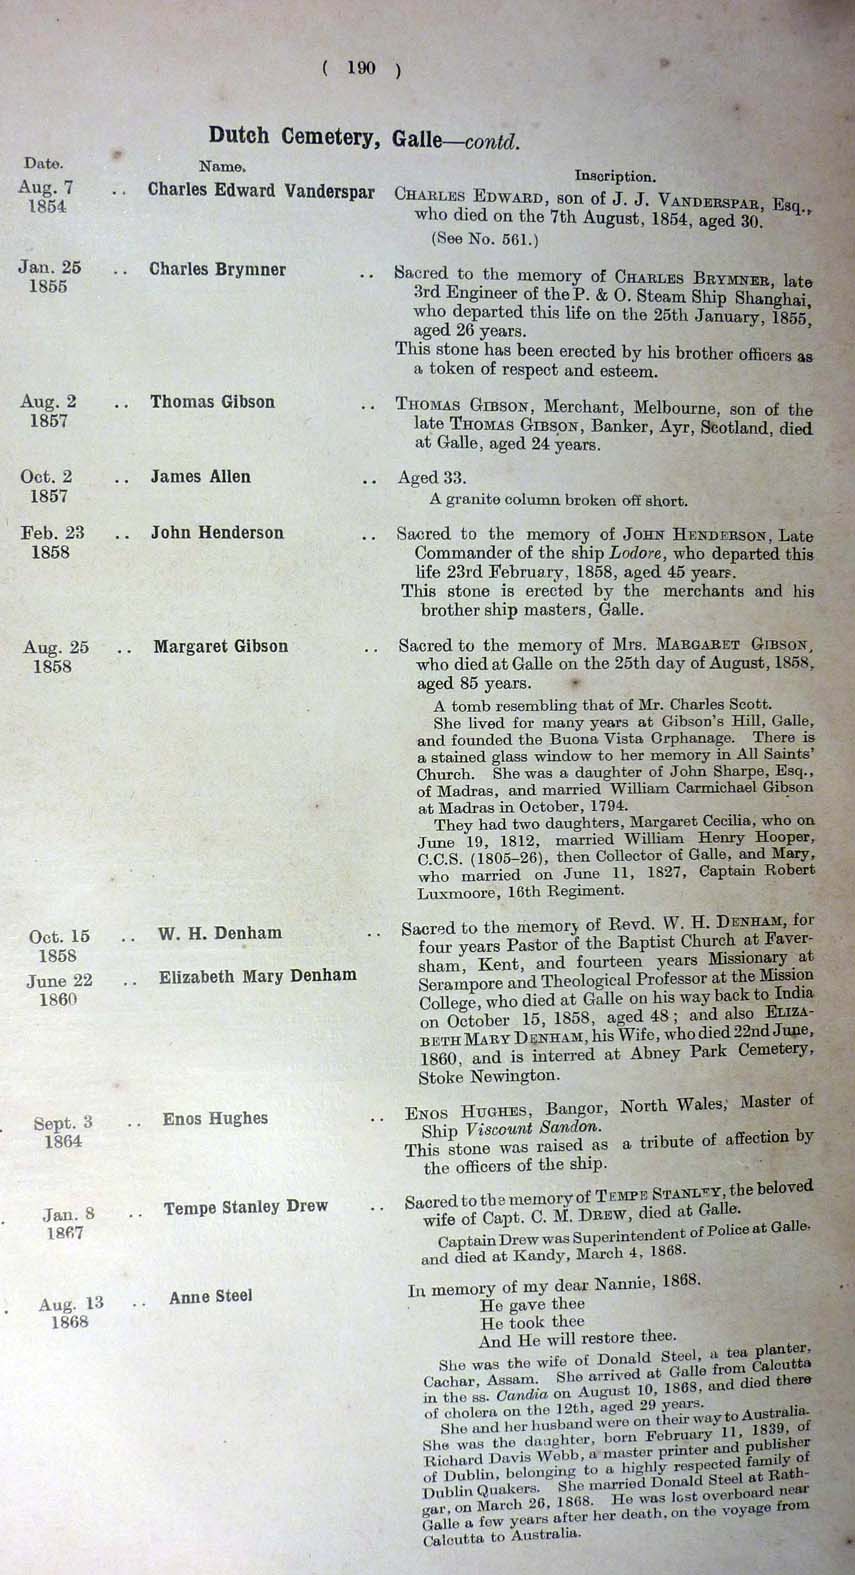 ( 190 )
Dutch Cemetery, Galle—contd.
Date. Name. Inscription.
Aug. 7 .. Charles Edward Vanderspar CHARLES EDWARD, son of J. J. VANDERSPAR, Esq.,
1854 who died on the 7th August, 1854, aged 30.
(See No. 561.)
Jan. 25 .. Charles Brymner .. Sacred to the memory of CHARLES BRYMNER, late
1855 3rd Engineer of the P. & O. Steam Ship Shanghai,
who departed this life on the 25th January, 1855,
aged 26 years.
This stone has been erected by his brother officers as
a token of respect and esteem.
Aug. 2 .. Thomas Gibson .. THOMAS GIBSON, Merchant, Melbourne, son of the
1857 late THOMAS GIBSON, Banker, Ayr, Scotland, died
at Galle, aged 24 years.
Oct. 2 .. James Allen .. Aged 33.
1857 A granite column broken off short.
Feb. 23 .. John Henderson .. Sacred to the memory of JOHN HENDERSON, Late
1858 Commander of the ship Lodore, who departed this
life 23rd February, 1858, aged 45 years.
This stone is erected by the merchants and his
brother ship masters, Galle.
Aug. 25 .. Margaret Gibson .. Sacred to the memory of Mrs. MARGARET GIBSON,
1858 who died at Galle on the 25th day of August, 1858,
aged 85 years.
A tomb resembling that of Mr. Charles Scott.
She lived for many years at Gibson's Hill, Galle,
and founded the Buona Vista Orphanage. There is
a stained glass window to her memory in All Saints'
Church. She was a daughter of John Sharpe, Esq.,
of Madras, and married William Carmichael Gibson
at Madras in October, 1794.
They had two daughters, Margaret Cecilia, who on
June 19, 1812, married William Henry Hooper,
C.C.S. (1805-26), then Collector of Galle, and Mary,
who married on June 11, 1827, Captain Robert
Luxmoore, 16th Regiment.
Oct. 15 .. W. H. Denham .. Sacred to the memory of Revd. W. H. DENHAM, for
1858 four years Pastor of the Baptist Church at Faver-
June 22 .. Elizabeth Mary Denham sham, Kent, and fourteen years Missionary at
1860 Serampore and Theological Professor at the Mission
College, who died at Galle on his way back to India
on October 15, 1858, aged 48; and also ELIZA-
BETH MARY DENHAM, his Wife, who died 22nd June,
1860, and is interred at Abney Park Cemetery,
Stoke Newington.
Sept. 3 .. Enos Hughes .. ENOS HUGHES, Bangor, North Wales, Master of
1864 Ship Viscount Sandon.
This stone was raised as a tribute of affection by
the officers of the ship.
Jan. 8 .. Tempe Stanley Drew .. Sacred to the memory of TEMPE STANLEY, the beloved
1867 wife of Capt. C. M. DREW, died at Galle.
Captain Drew was Superintendent of Police at Galle,
and died at Kandy, March 4, 1868.
Aug. 13 .. Anne Steel In memory of my dear Nannie, 1868.
1868 He gave thee
He took thee
And He will restore thee.
She was the wife of Donald Steel, a tea planter,
Cachar, Assam. She arrived at Galle from Calcutta
in the ss. Candia on August 10, 1868, and died there
of cholera on the 12th, aged 29 years.
She and her husband were on their way to Australia.
She was the daughter, born February 11, 1839, of
Richard Davis Webb, a master printer and publisher
of Dublin, belonging to a highly respected family of
Dublin Quakers. She married Donald Steel at Rath-
gar, on March 26, 1868. He was lost overboard near
Galle a few years after her death, on the voyage from
Calcutta to Australia.